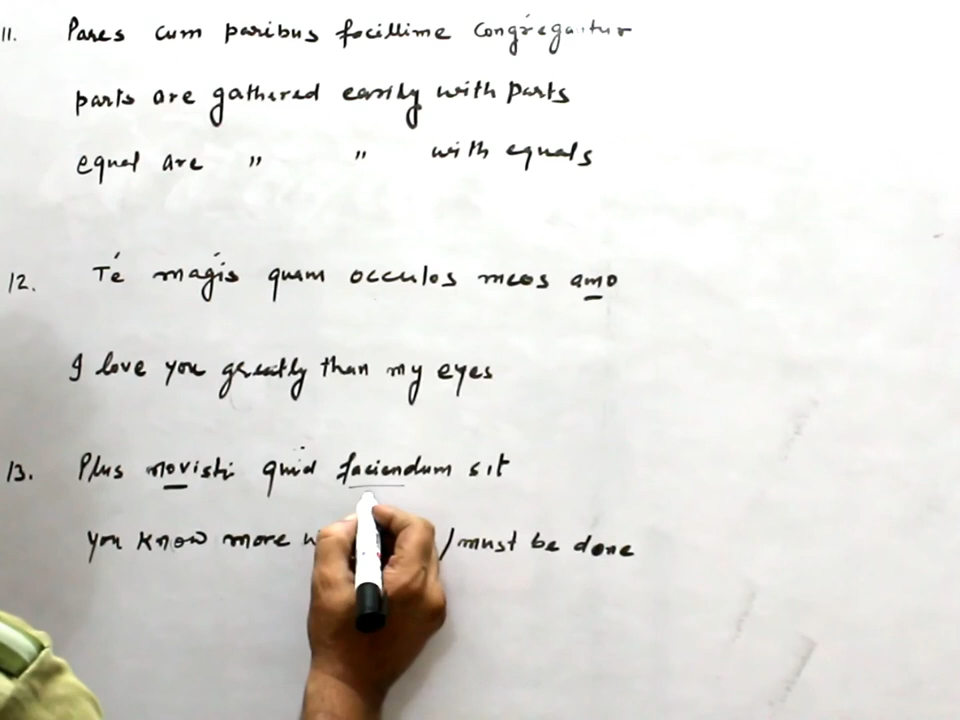 11. Pares cum paribus facillime congregantur
parts are gathered easily with parts
equal are " " with equals
12. Té magis quam occulos meos amo
I love you greatly than my eyes
13. Plus movisti quid faciendum sit
you know more / must be done